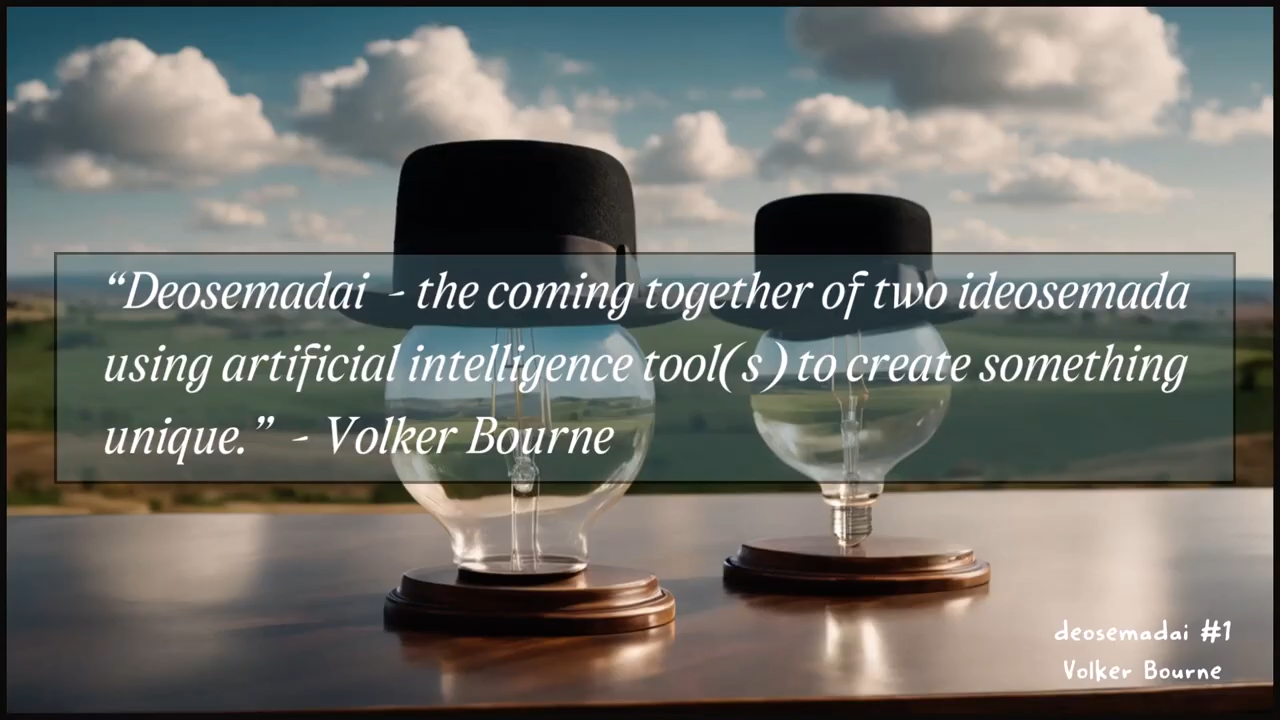 “Deosemadai - the coming together of two ideosemada
using artificial intelligence tool(s) to create something
unique.” - Volker Bourne
deosemadai #1
Volker Bourne